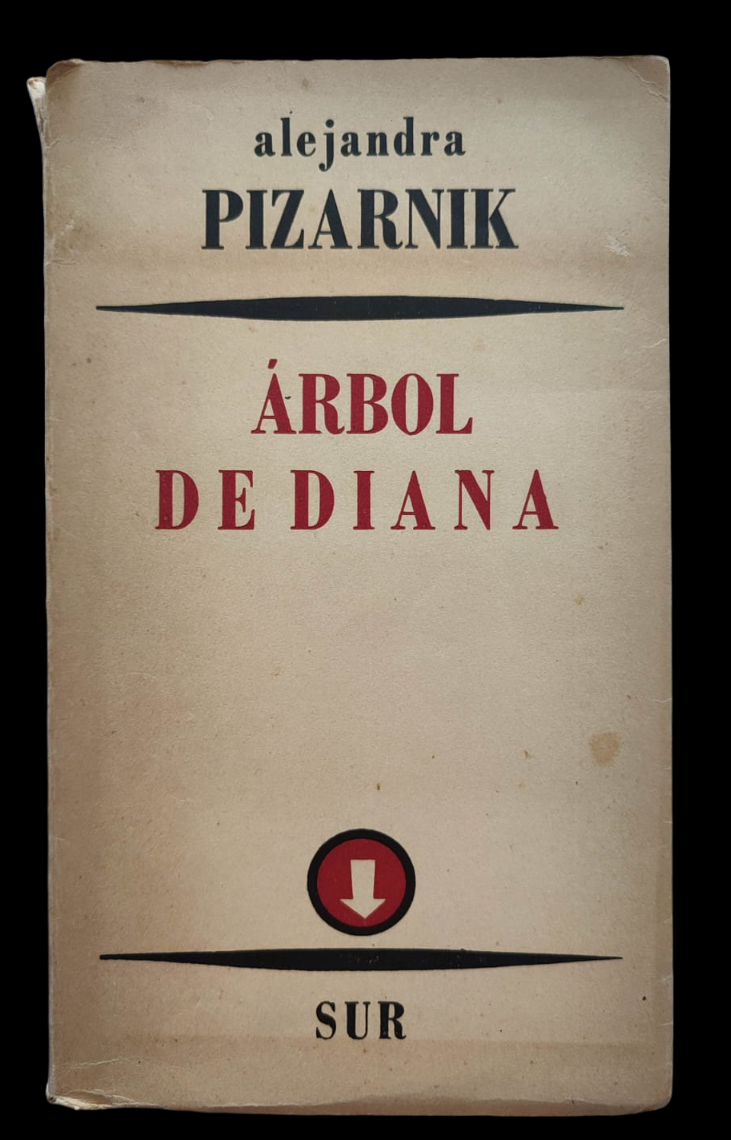 alejandra
PIZARNIK
ÁRBOL
DE DIANA
SUR